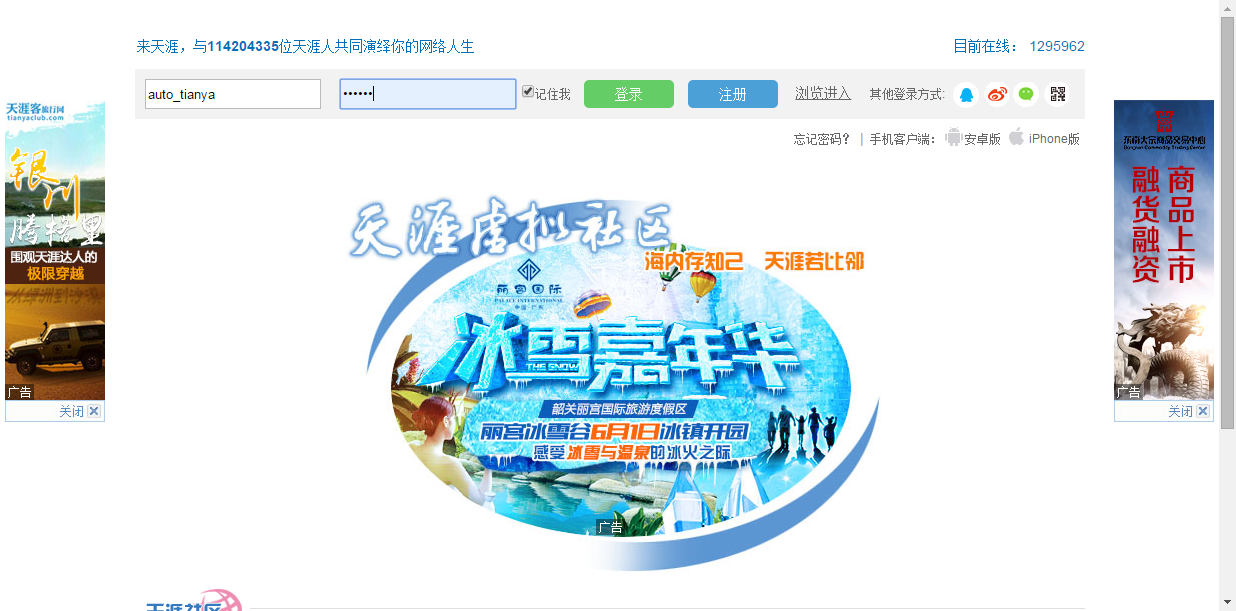 来天涯，与114204335位天涯人共同演绎你的网络人生
目前在线： 1295962
auto_tianya
••••••
记住我
登录
注册
浏览进入
其他登录方式:
忘记密码？ | 手机客户端： 安卓版 iPhone版
天涯客旅行网
tianyaclub.com
银川
腾格里
围观天涯达人的
极限穿越
广告
关闭
天涯虚拟社区
海内存知己 天涯若比邻
丽宫国际
PALACE INTERNATIONAL
中国·广东
冰雪嘉年华
THE SNOW
韶关丽宫国际旅游度假区
丽宫冰雪谷6月1日冰镇开园
感受冰雪与温泉的冰火之际
广告
东南大宗商品交易中心
商品上市
融货融资
广告
关闭
天涯社区